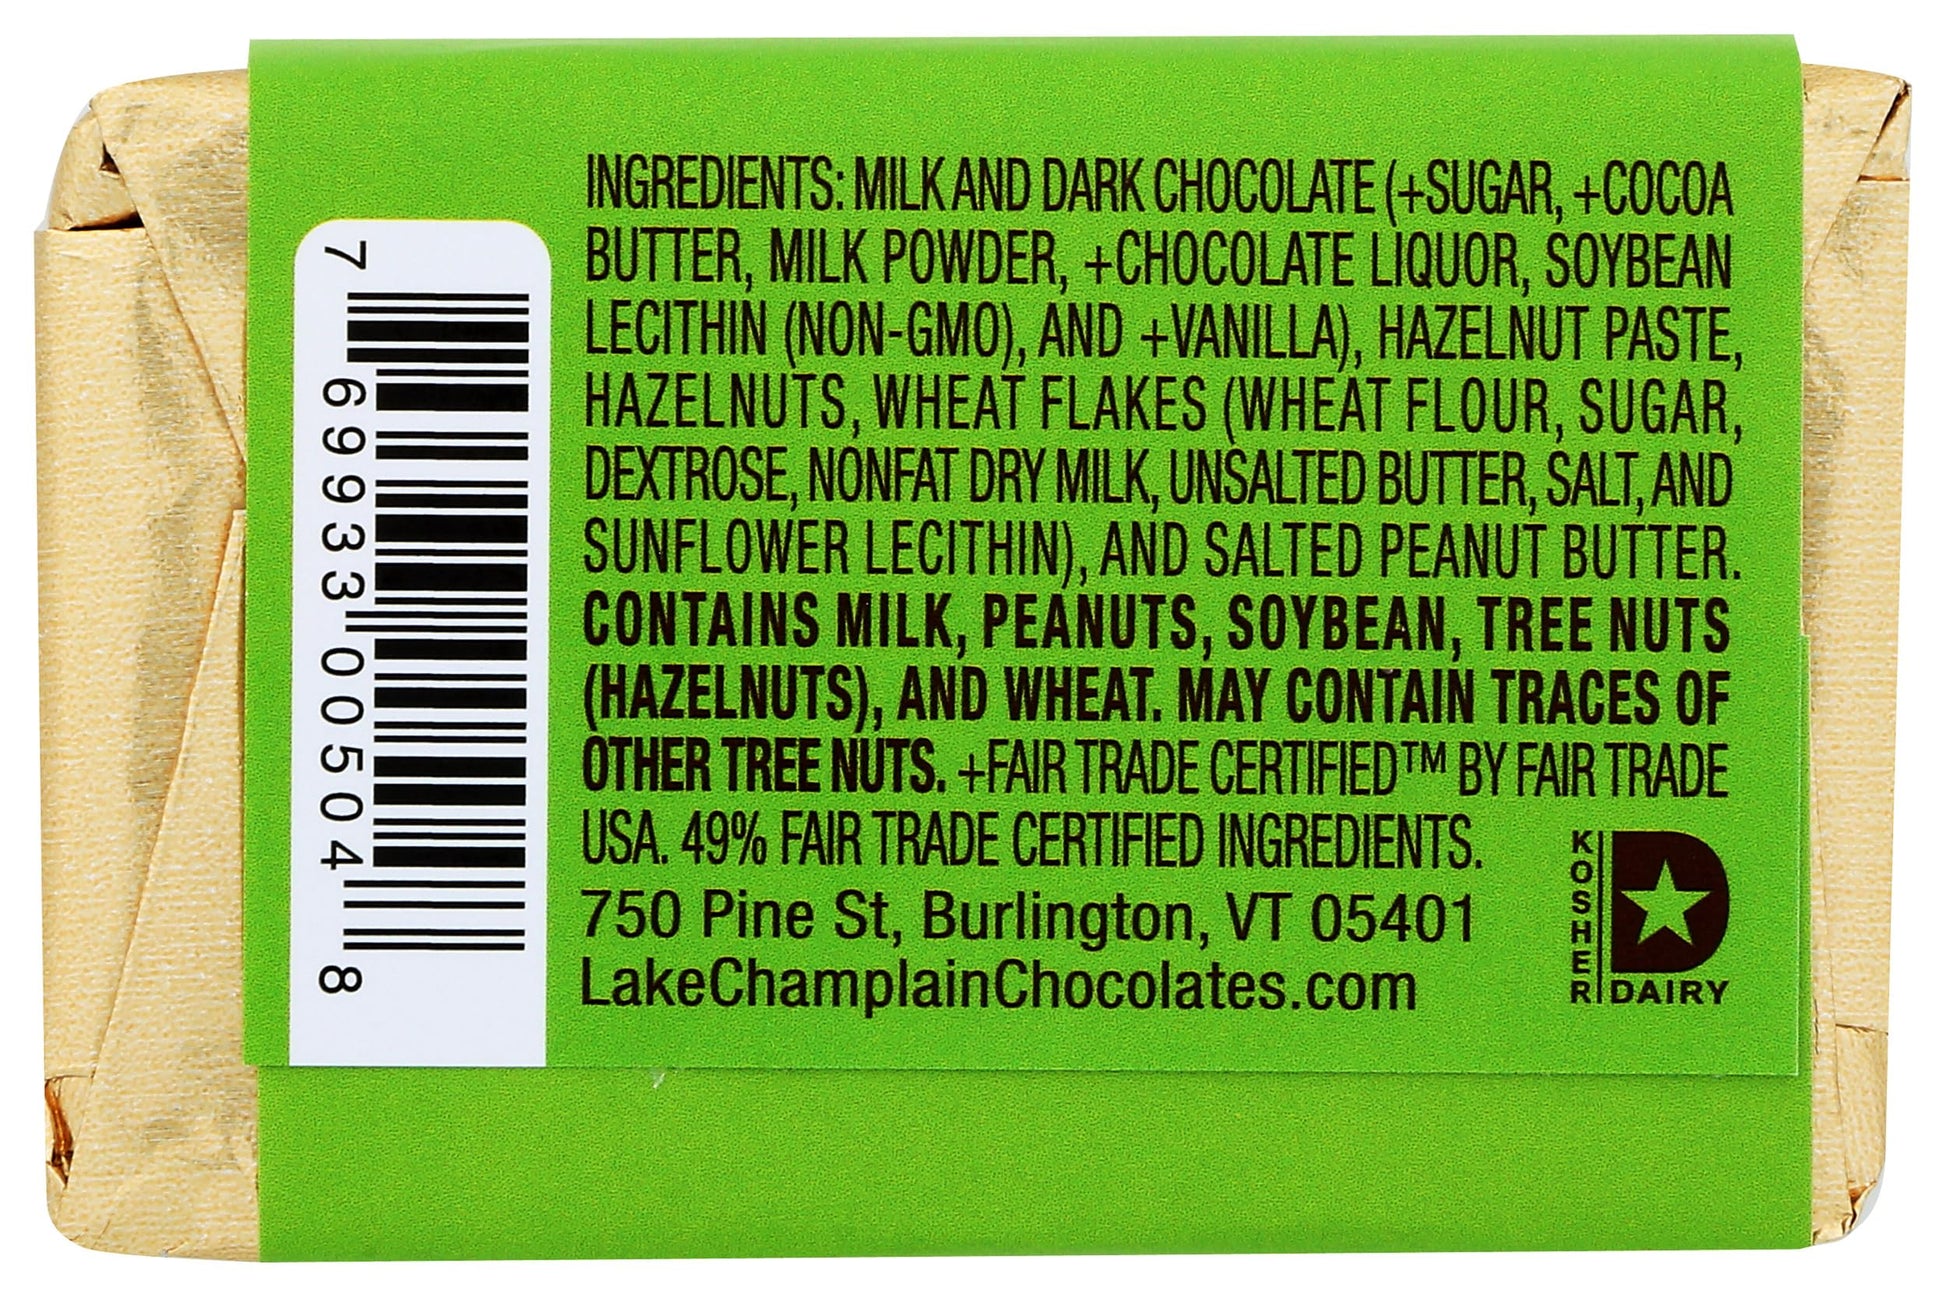 INGREDIENTS: MILK AND DARK CHOCOLATE (+SUGAR, +COCOA
BUTTER, MILK POWDER, +CHOCOLATE LIQUOR, SOYBEAN
LECITHIN (NON-GMO), AND +VANILLA), HAZELNUT PASTE,
HAZELNUTS, WHEAT FLAKES (WHEAT FLOUR, SUGAR,
DEXTROSE, NONFAT DRY MILK, UNSALTED BUTTER, SALT, AND
SUNFLOWER LECITHIN), AND SALTED PEANUT BUTTER.
CONTAINS MILK, PEANUTS, SOYBEAN, TREE NUTS
(HAZELNUTS), AND WHEAT. MAY CONTAIN TRACES OF
OTHER TREE NUTS. +FAIR TRADE CERTIFIED™ BY FAIR TRADE
USA. 49% FAIR TRADE CERTIFIED INGREDIENTS.
750 Pine St, Burlington, VT 05401
LakeChamplainChocolates.com
KOSHER
D
DAIRY
7 69933 00504 8